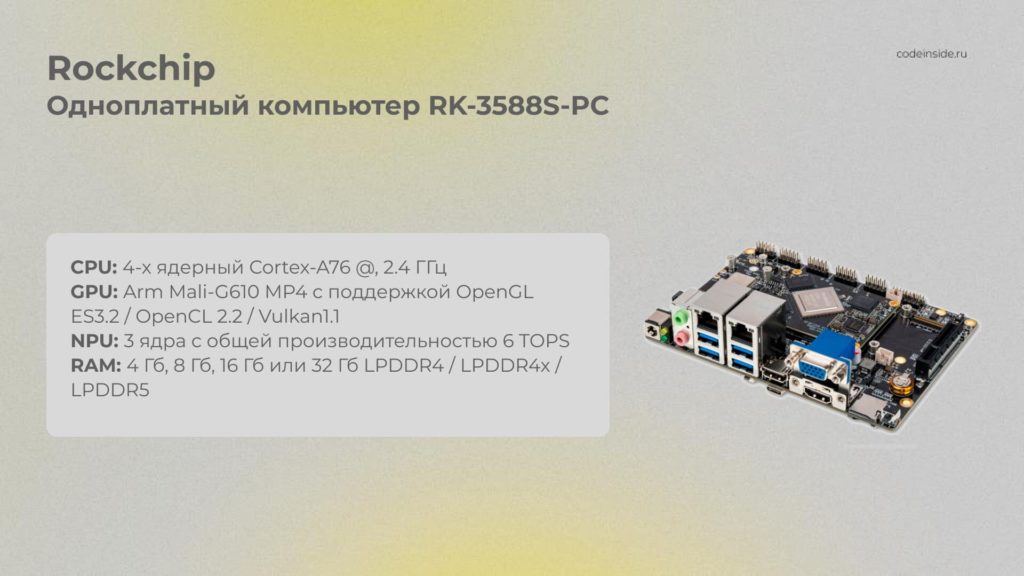 codeinside.ru
Rockchip
Одноплатный компьютер RK-3588S-PC
CPU: 4-х ядерный Cortex-A76 @, 2.4 ГГц
GPU: Arm Mali-G610 MP4 с поддержкой OpenGL
ES3.2 / OpenCL 2.2 / Vulkan1.1
NPU: 3 ядра с общей производительностью 6 TOPS
RAM: 4 Гб, 8 Гб, 16 Гб или 32 Гб LPDDR4 / LPDDR4x /
LPDDR5